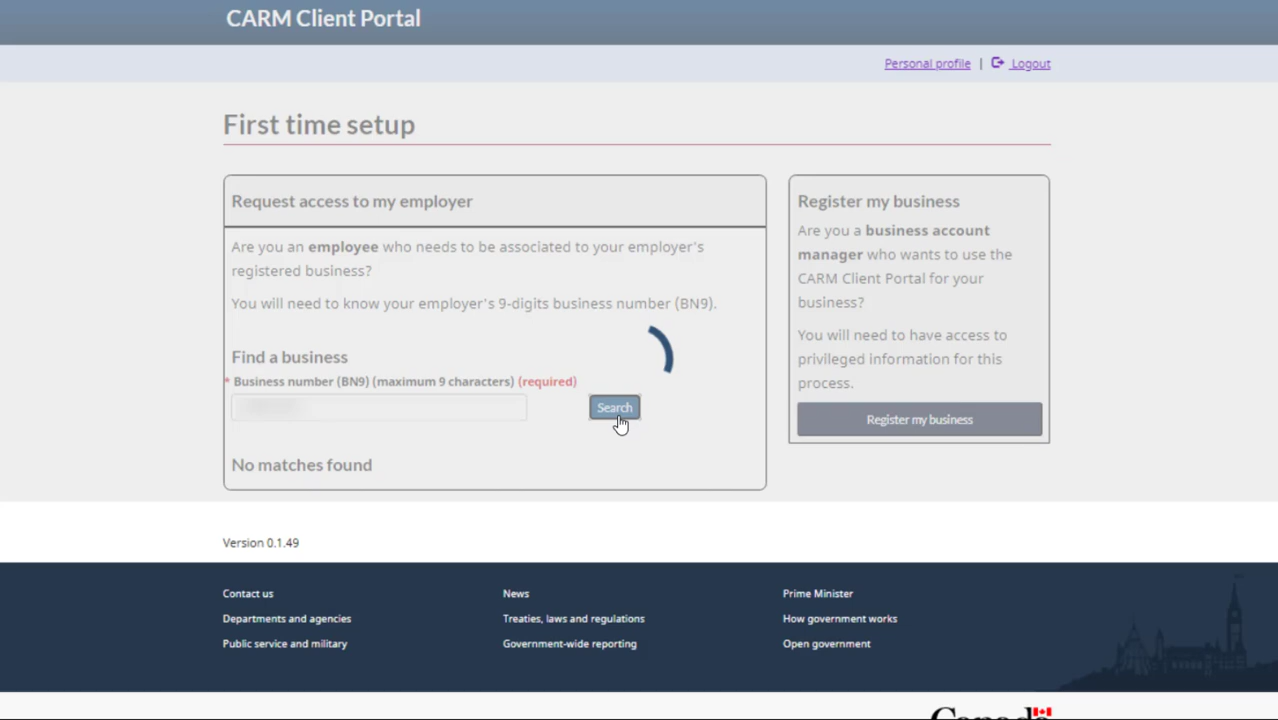 CARM Client Portal
Personal profile | Logout
First time setup
Request access to my employer
Are you an employee who needs to be associated to your employer's
registered business?
You will need to know your employer's 9-digits business number (BN9).
Find a business
* Business number (BN9) (maximum 9 characters) (required)
Search
No matches found
Register my business
Are you a business account
manager who wants to use the
CARM Client Portal for your
business?
You will need to have access to
privileged information for this
process.
Register my business
Version 0.1.49
Contact us
News
Prime Minister
Departments and agencies
Treaties, laws and regulations
How government works
Public service and military
Government-wide reporting
Open government
Canada